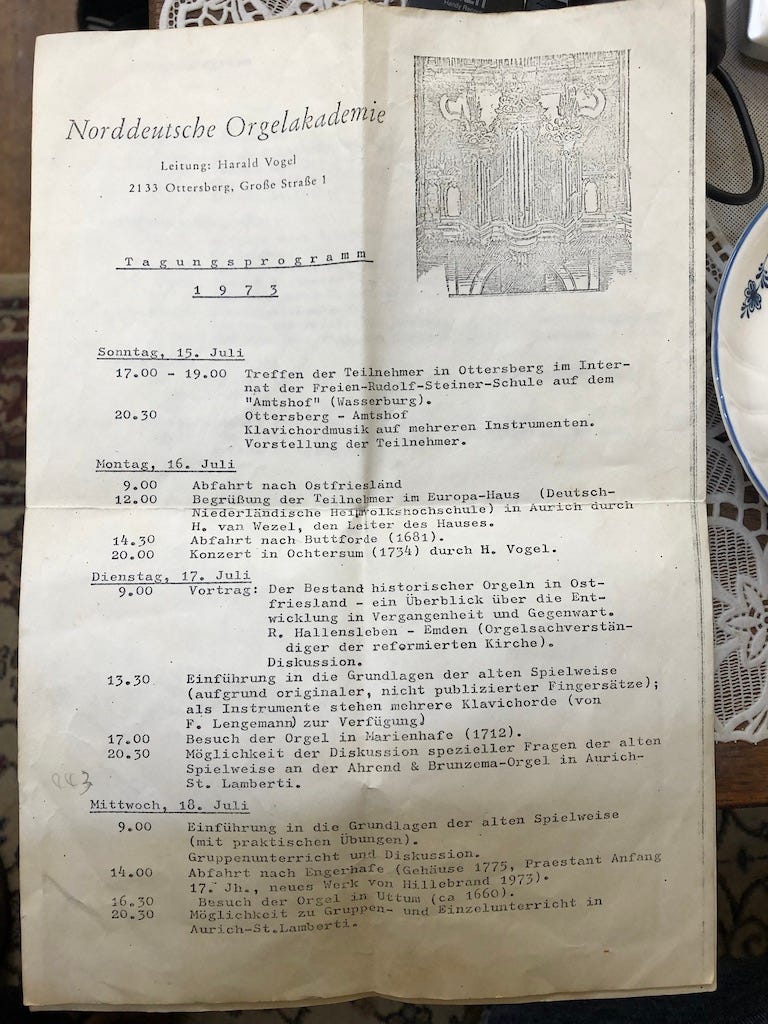 Handy Recorder
Norddeutsche Orgelakademie
Leitung: Harald Vogel
2133 Ottersberg, Große Straße 1
Tagungsprogramm
1973
Sonntag, 15. Juli
17.00 - 19.00 Treffen der Teilnehmer in Ottersberg im Inter-
nat der Freien-Rudolf-Steiner-Schule auf dem
"Amtshof" (Wasserburg).
20.30 Ottersberg - Amtshof
Klavichordmusik auf mehreren Instrumenten.
Vorstellung der Teilnehmer.
Montag, 16. Juli
9.00 Abfahrt nach Ostfriesland
12.00 Begrüßung der Teilnehmer im Europa-Haus (Deutsch-
Niederländische Heimvolkshochschule) in Aurich durch
H. van Wezel, den Leiter des Hauses.
14.30 Abfahrt nach Buttforde (1681).
20.00 Konzert in Ochtersum (1734) durch H. Vogel.
Dienstag, 17. Juli
9.00 Vortrag: Der Bestand historischer Orgeln in Ost-
friesland - ein Überblick über die Ent-
wicklung in Vergangenheit und Gegenwart.
R. Hallensleben - Emden (Orgelsachverstän-
diger der reformierten Kirche).
Diskussion.
13.30 Einführung in die Grundlagen der alten Spielweise
(aufgrund originaler, nicht publizierter Fingersätze);
als Instrumente stehen mehrere Klavichorde (von
F. Lengemann) zur Verfügung)
17.00 Besuch der Orgel in Marienhafe (1712).
20.30 Möglichkeit der Diskussion spezieller Fragen der alten
Spielweise an der Ahrend & Brunzema-Orgel in Aurich-
St. Lamberti.
Mittwoch, 18. Juli
9.00 Einführung in die Grundlagen der alten Spielweise
(mit praktischen Übungen).
Gruppenunterricht und Diskussion.
14.00 Abfahrt nach Engerhafe (Gehäuse 1775, Praestant Anfang
17. Jh., neues Werk von Hillebrand 1973).
16.30 Besuch der Orgel in Uttum (ca 1660).
20.30 Möglichkeit zu Gruppen- und Einzelunterricht in
Aurich-St.Lamberti.